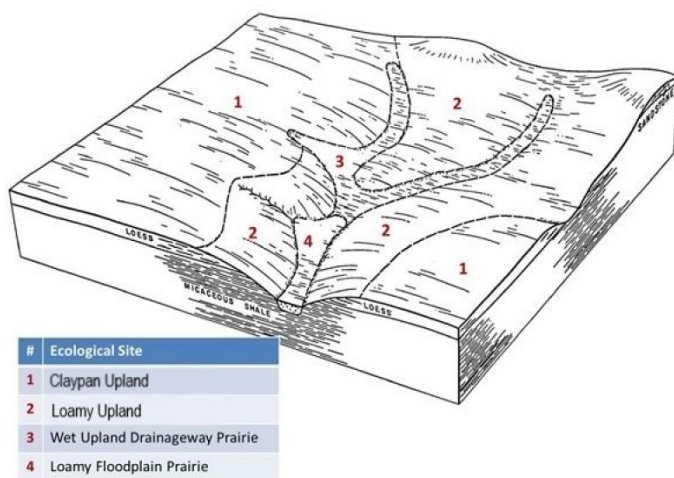 1
2
SANDSTONE
3
2
4
2
1
LOESS
MICACEOUS SHALE
LOESS
# Ecological Site
1 Claypan Upland
2 Loamy Upland
3 Wet Upland Drainageway Prairie
4 Loamy Floodplain Prairie